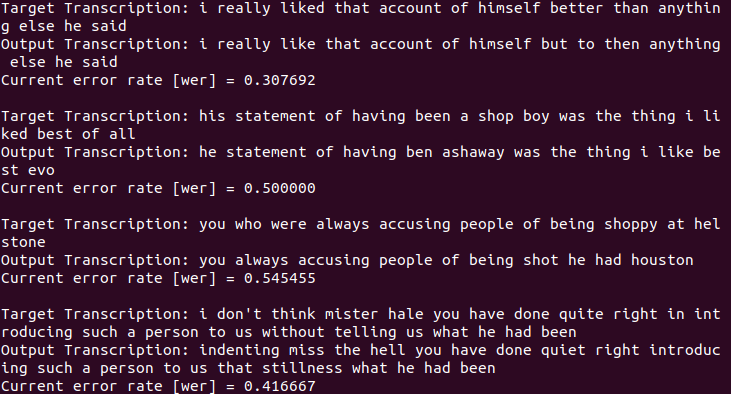 Target Transcription: i really liked that account of himself better than anythin
g else he said
Output Transcription: i really like that account of himself but to then anything
 else he said
Current error rate [wer] = 0.307692

Target Transcription: his statement of having been a shop boy was the thing i li
ked best of all
Output Transcription: he statement of having ben ashaway was the thing i like be
st evo
Current error rate [wer] = 0.500000

Target Transcription: you who were always accusing people of being shoppy at hel
stone
Output Transcription: you always accusing people of being shot he had houston
Current error rate [wer] = 0.545455

Target Transcription: i don't think mister hale you have done quite right in int
roducing such a person to us without telling us what he had been
Output Transcription: indenting miss the hell you have done quiet right introduc
ing such a person to us that stillness what he had been
Current error rate [wer] = 0.416667